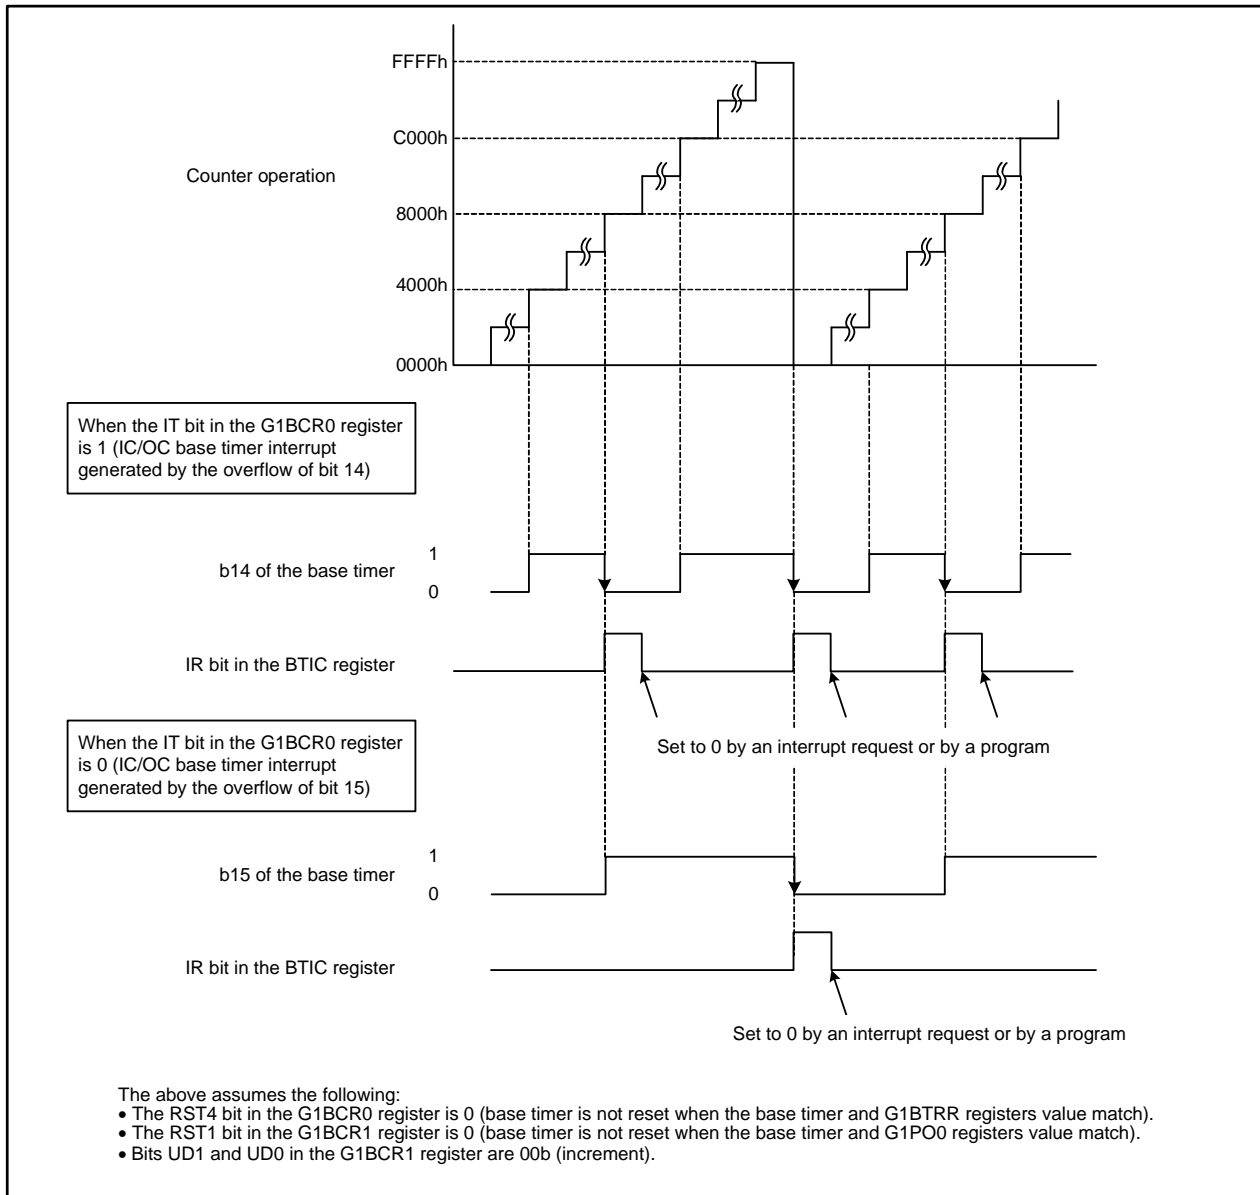 FFFFh
C000h
Counter operation
8000h
4000h
0000h
When the IT bit in the G1BCR0 register
is 1 (IC/OC base timer interrupt
generated by the overflow of bit 14)
1
b14 of the base timer
0
IR bit in the BTIC register
When the IT bit in the G1BCR0 register
is 0 (IC/OC base timer interrupt
generated by the overflow of bit 15)
Set to 0 by an interrupt request or by a program
1
b15 of the base timer
0
IR bit in the BTIC register
Set to 0 by an interrupt request or by a program
The above assumes the following:
• The RST4 bit in the G1BCR0 register is 0 (base timer is not reset when the base timer and G1BTRR registers value match).
• The RST1 bit in the G1BCR1 register is 0 (base timer is not reset when the base timer and G1PO0 registers value match).
• Bits UD1 and UD0 in the G1BCR1 register are 00b (increment).